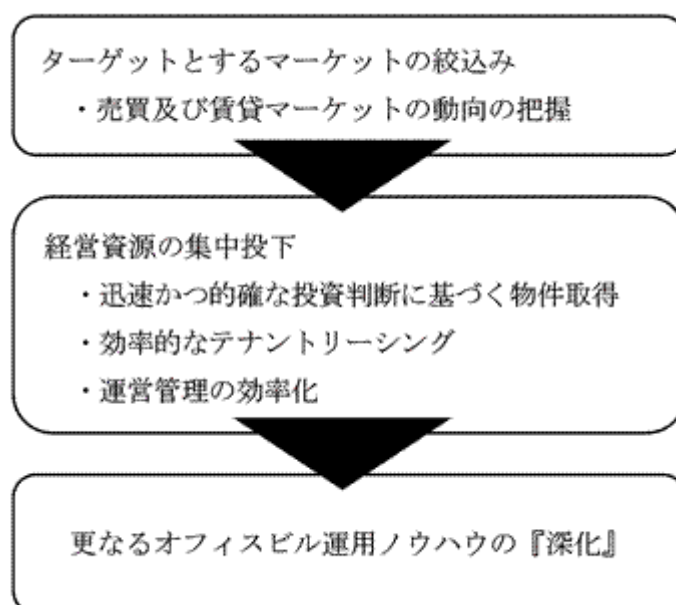 ターゲットとするマーケットの絞込み
・売買及び賃貸マーケットの動向の把握
経営資源の集中投下
・迅速かつ的確な投資判断に基づく物件取得
・効率的なテナントリーシング
・運営管理の効率化
更なるオフィスビル運用ノウハウの『深化』